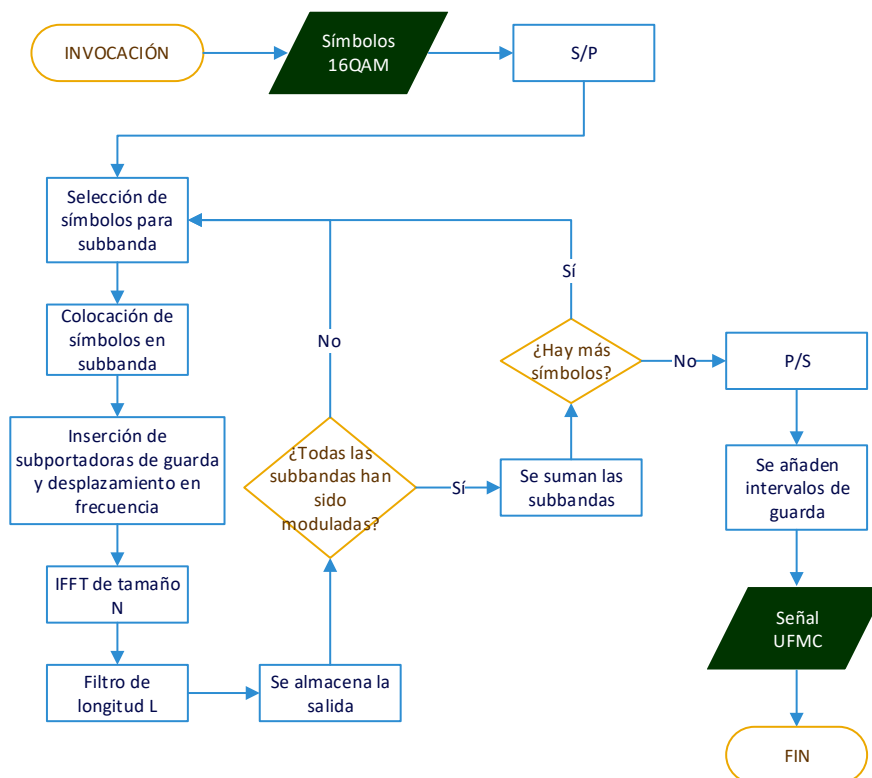 INVOCACIÓN
Símbolos
16QAM
S/P
Selección de
símbolos para
subbanda
Colocación de
símbolos en
subbanda
Inserción de
subportadoras de guarda
y desplazamiento en
frecuencia
IFFT de tamaño
N
Filtro de
longitud L
Se almacena la
salida
¿Todas las
subbandas han
sido
moduladas?
No
Sí
Se suman las
subbandas
¿Hay más
símbolos?
Sí
No
P/S
Se añaden
intervalos de
guarda
Señal
UFMC
FIN